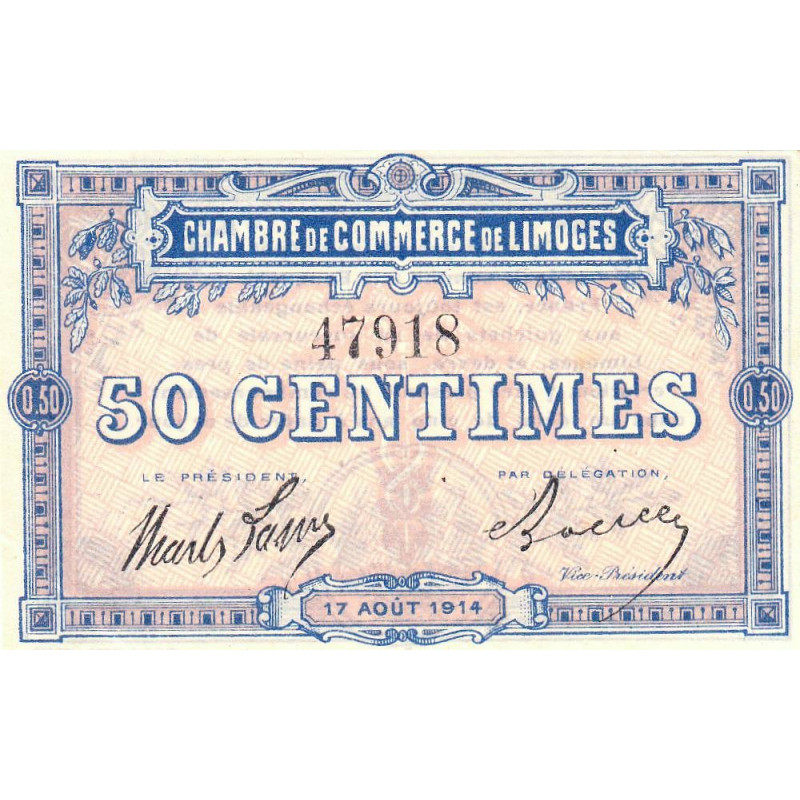 CHAMBRE DE COMMERCE DE LIMOGES
47918
50 CENTIMES
0.50 0.50
LE PRÉSIDENT, PAR DÉLÉGATION,
Vice-Président
17 AOÛT 1914